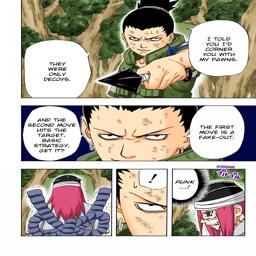 I TOLD
YOU I'D
CORNER
YOU WITH
MY PAWNS.
THEY
WERE
ONLY
DECOYS.
THE FIRST
MOVE IS A
FAKE-OUT.
AND THE
SECOND MOVE
HITS THE
TARGET.
BASIC
STRATEGY,
GET IT?
PUNK
...!
!